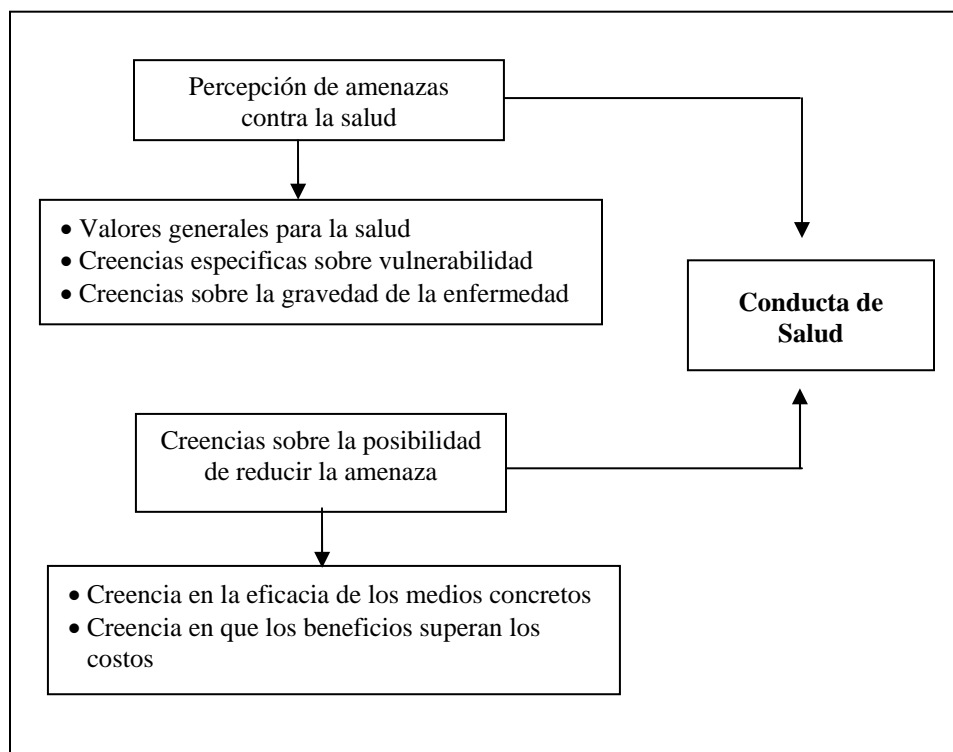 Percepción de amenazas
contra la salud
• Valores generales para la salud
• Creencias especificas sobre vulnerabilidad
• Creencias sobre la gravedad de la enfermedad
Conducta de
Salud
Creencias sobre la posibilidad
de reducir la amenaza
• Creencia en la eficacia de los medios concretos
• Creencia en que los beneficios superan los
costos